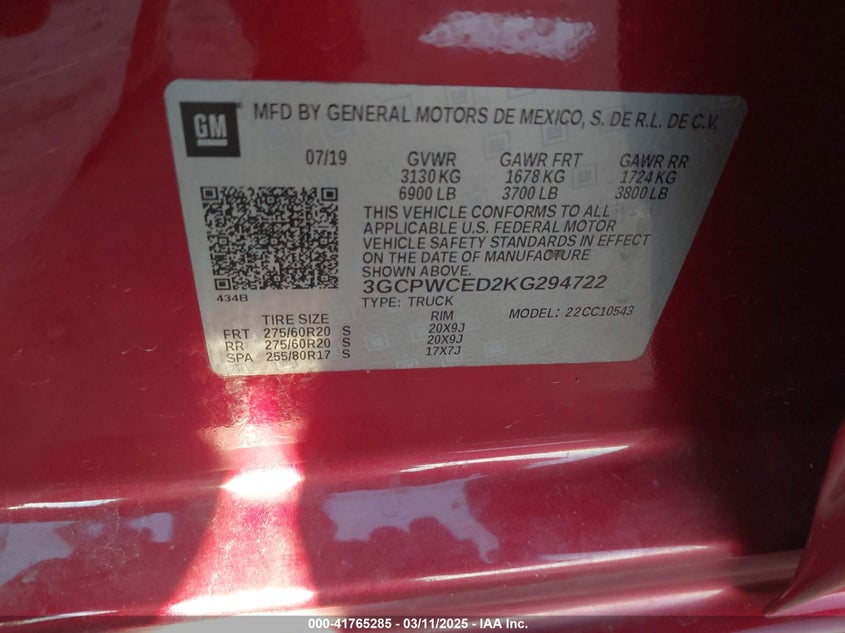 GM
MFD BY GENERAL MOTORS DE MEXICO, S. DE R.L. DE C.V.
07/19 GVWR GAWR FRT GAWR RR
3130 KG 1678 KG 1724 KG
6900 LB 3700 LB 3800 LB
THIS VEHICLE CONFORMS TO ALL
APPLICABLE U.S. FEDERAL MOTOR
VEHICLE SAFETY STANDARDS IN EFFECT
ON THE DATE OF MANUFACTURE
SHOWN ABOVE.
434B
3GCPWCED2KG294722
TYPE: TRUCK MODEL: 22CC10543
TIRE SIZE RIM
FRT 275/60R20 S 20X9J
RR 275/60R20 S 20X9J
SPA 255/80R17 S 17X7J
000-41765285 - 03/11/2025 - IAA Inc.